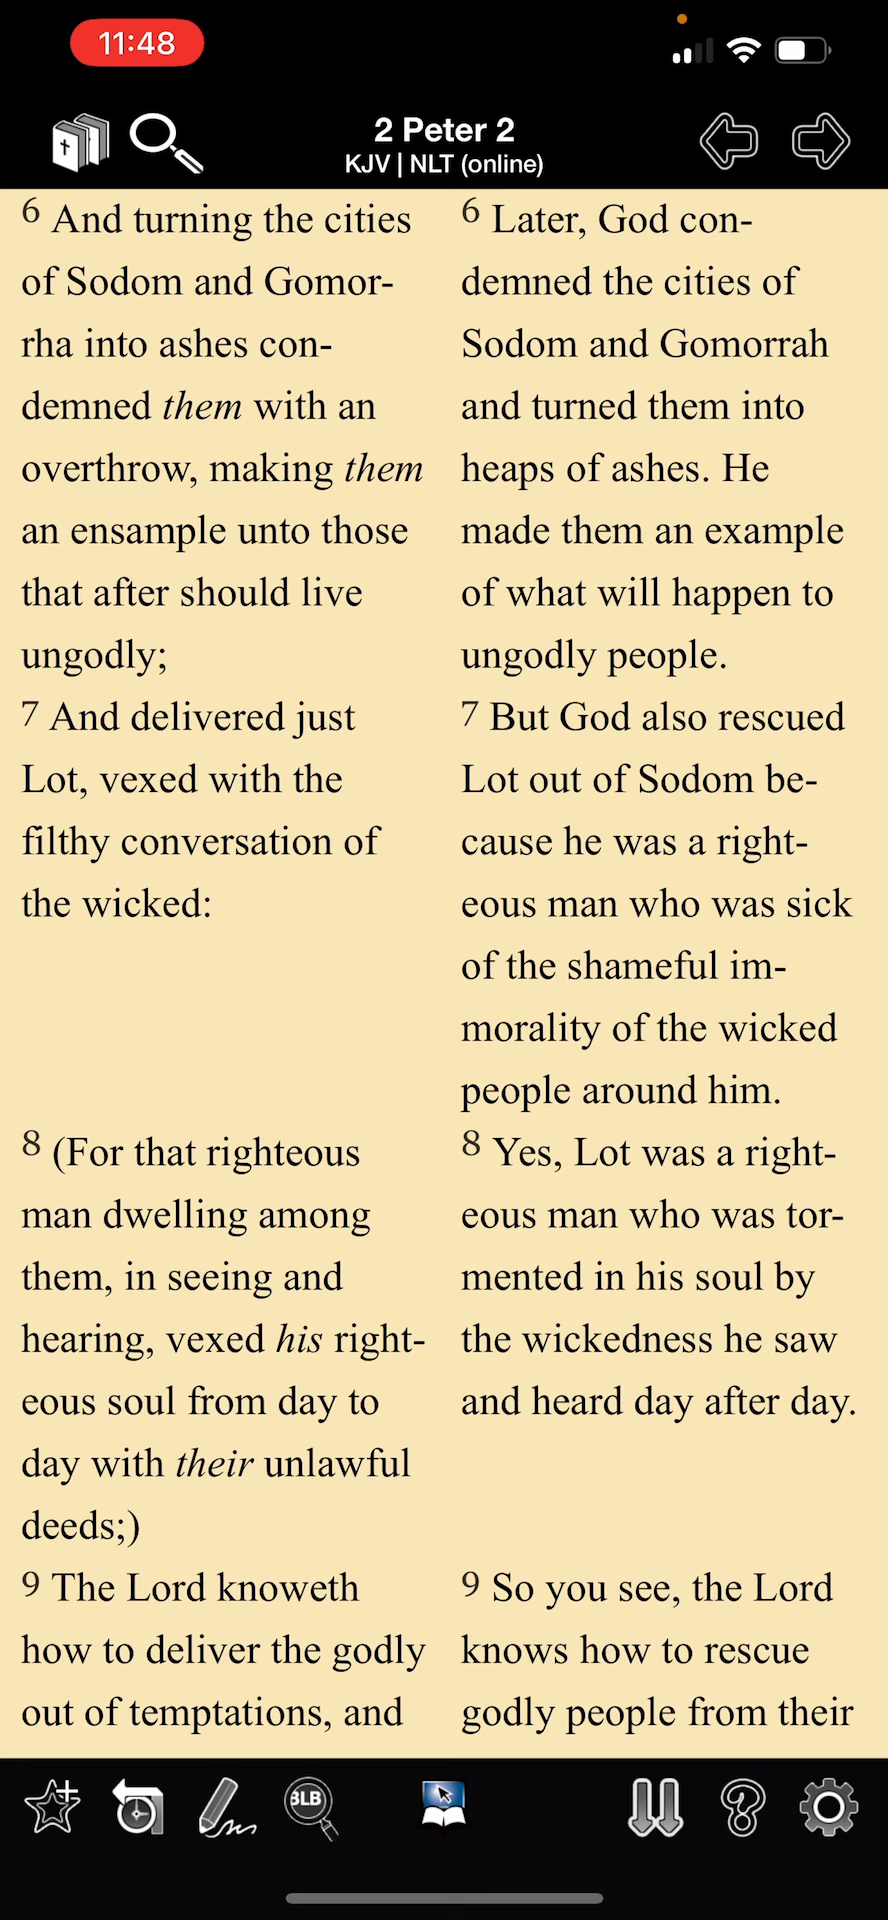 11:48
2 Peter 2
KJV | NLT (online)
6 And turning the cities
of Sodom and Gomor-
rha into ashes con-
demned them with an
overthrow, making them
an ensample unto those
that after should live
ungodly;
7 And delivered just
Lot, vexed with the
filthy conversation of
the wicked:
8 (For that righteous
man dwelling among
them, in seeing and
hearing, vexed his right-
eous soul from day to
day with their unlawful
deeds;)
9 The Lord knoweth
how to deliver the godly
out of temptations, and
6 Later, God con-
demned the cities of
Sodom and Gomorrah
and turned them into
heaps of ashes. He
made them an example
of what will happen to
ungodly people.
7 But God also rescued
Lot out of Sodom be-
cause he was a right-
eous man who was sick
of the shameful im-
morality of the wicked
people around him.
8 Yes, Lot was a right-
eous man who was tor-
mented in his soul by
the wickedness he saw
and heard day after day.
9 So you see, the Lord
knows how to rescue
godly people from their
BLB